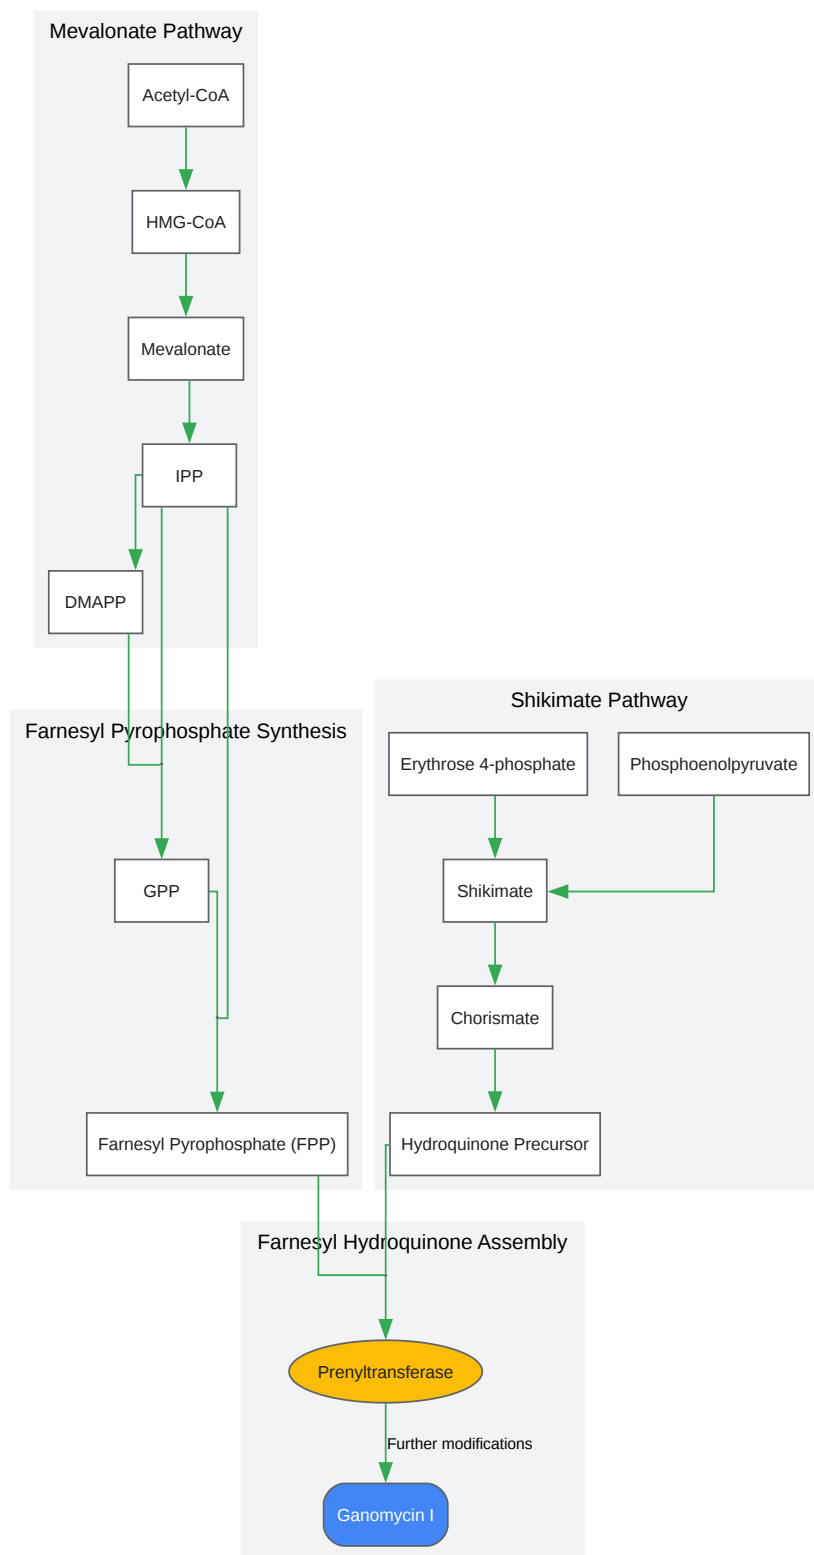 Mevalonate Pathway
Acetyl-CoA
HMG-CoA
Mevalonate
IPP
DMAPP
Farnesyl Pyrophosphate Synthesis
GPP
Farnesyl Pyrophosphate (FPP)
Shikimate Pathway
Erythrose 4-phosphate
Phosphoenolpyruvate
Shikimate
Chorismate
Hydroquinone Precursor
Farnesyl Hydroquinone Assembly
Prenyltransferase
Further modifications
Ganomycin I